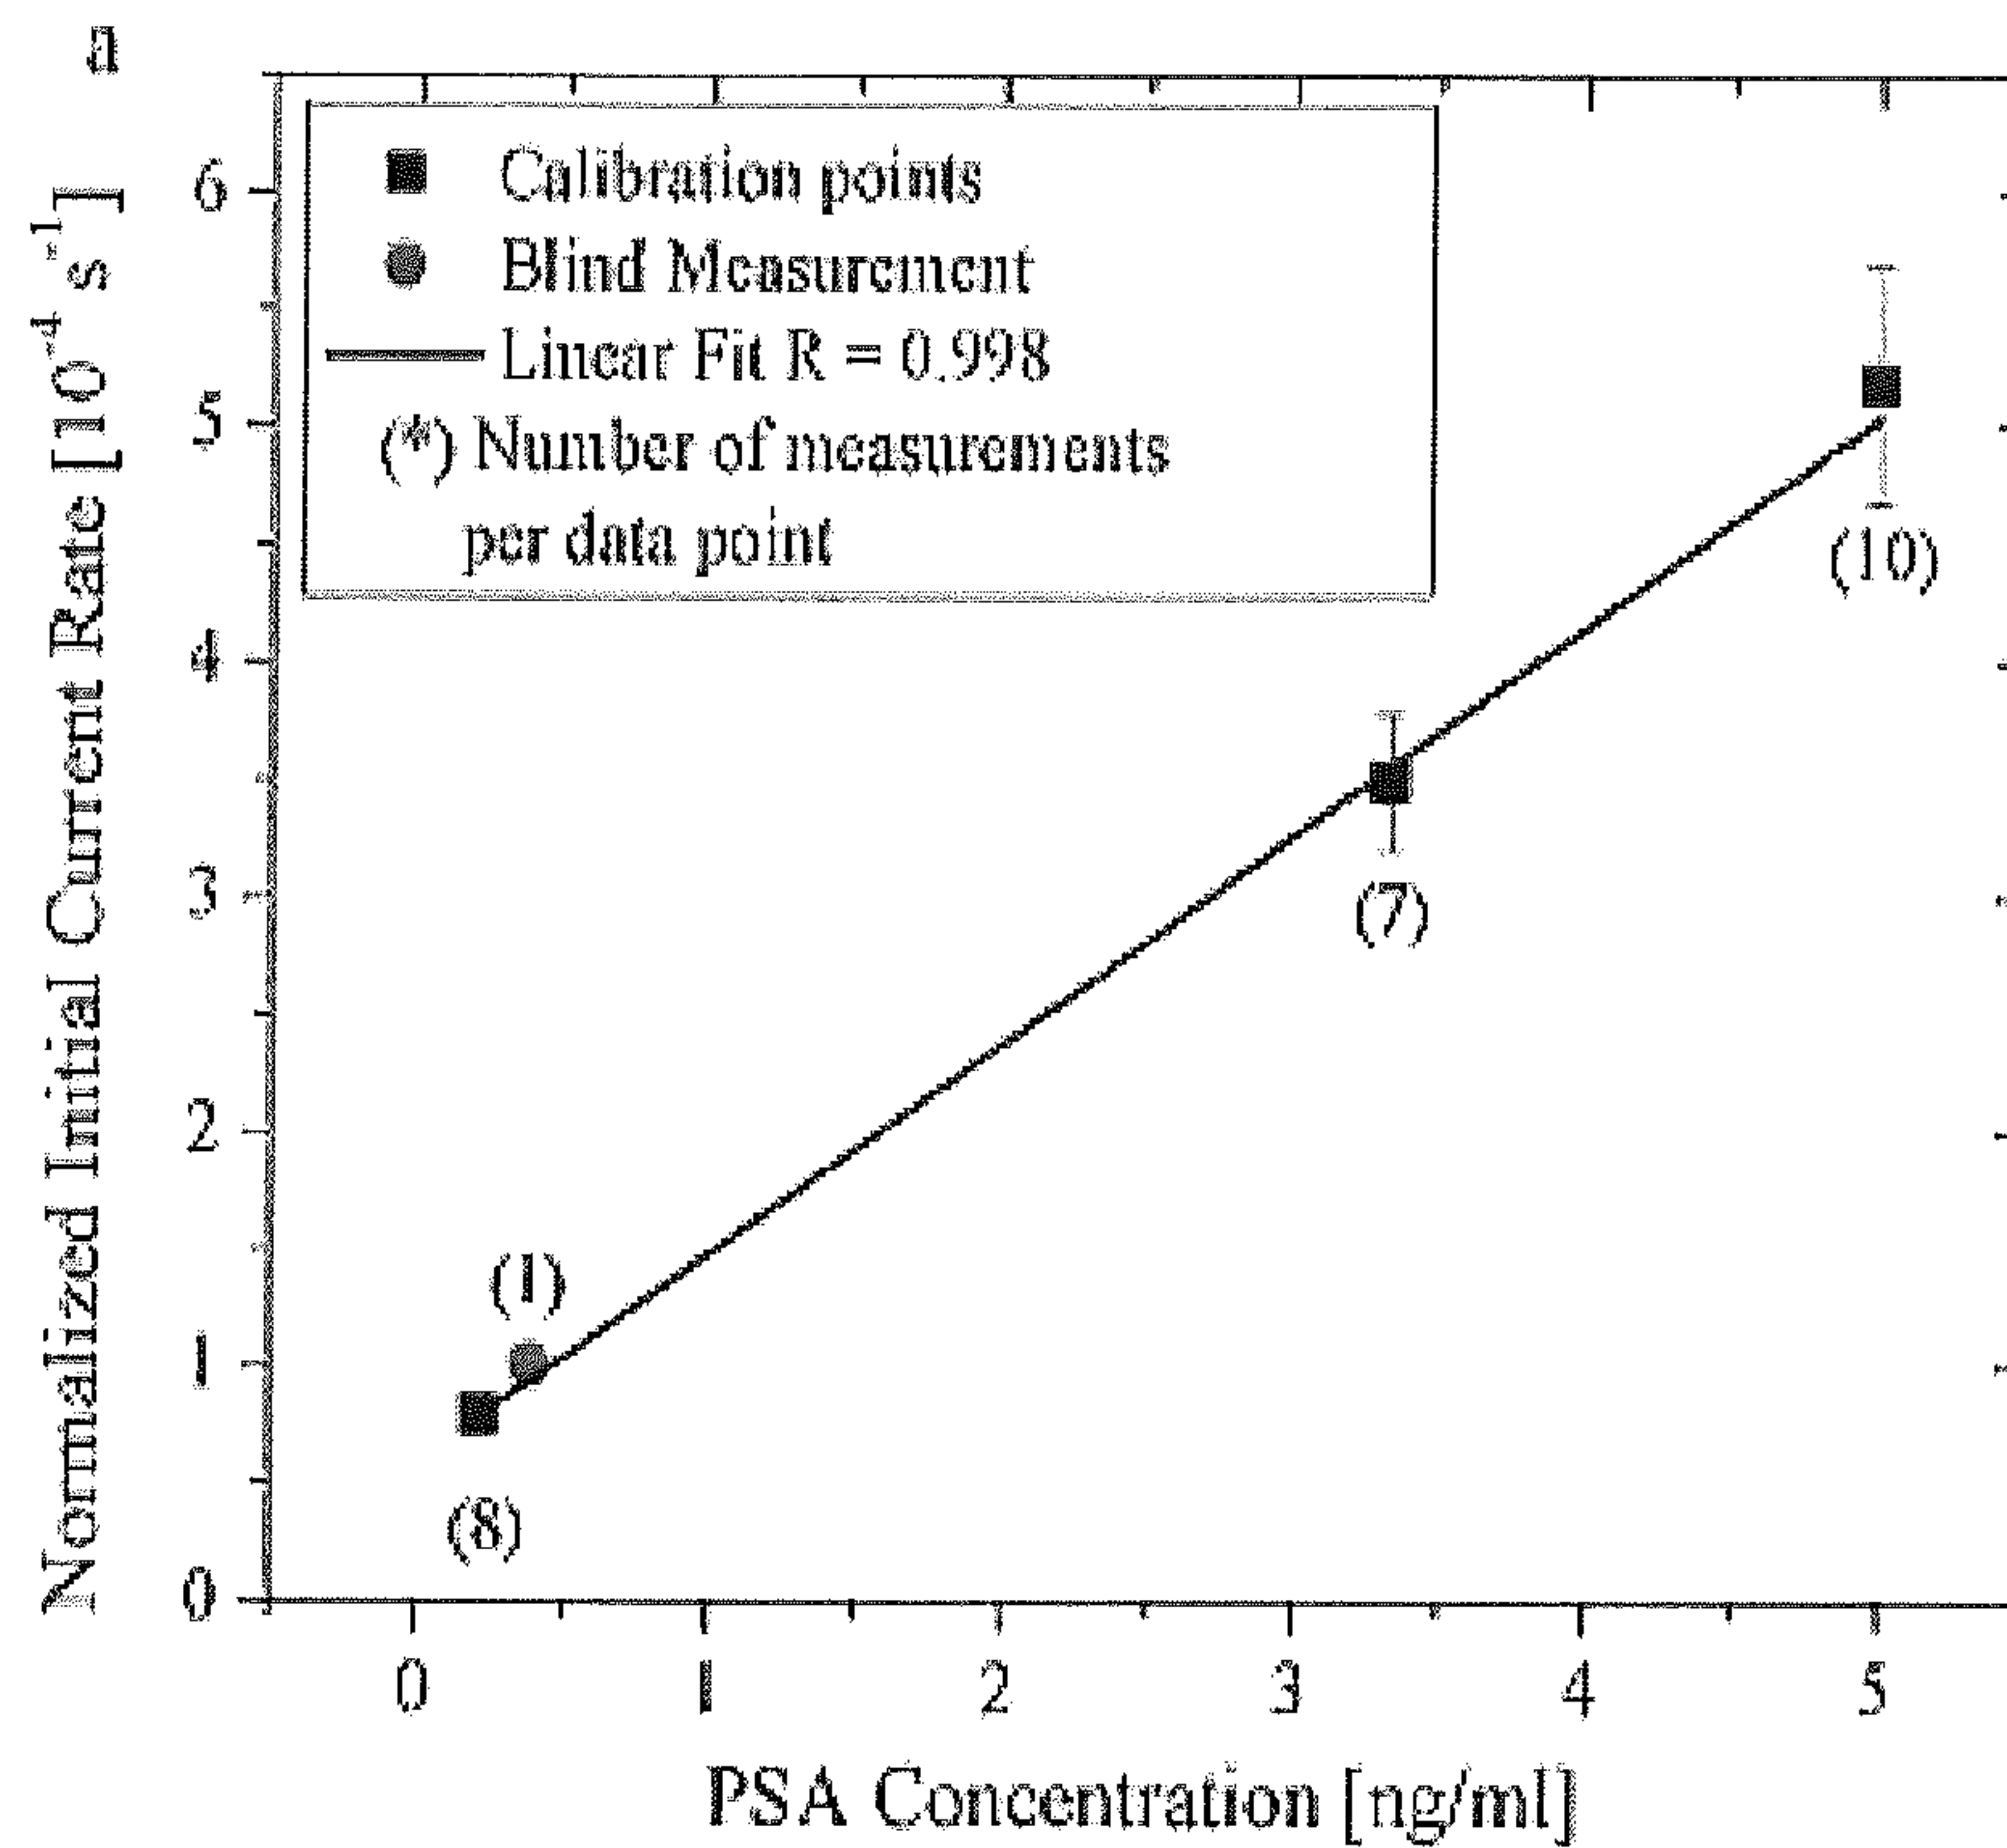 a
Normalized Initial Current Rate [10⁻⁴ s⁻¹]
6
5
4
3
2
1
0
Calibration points
Blind Measurement
Linear Fit R = 0.998
(*) Number of measurements
per data point
(10)
(7)
(1)
(8)
0 1 2 3 4 5
PSA Concentration [ng/ml]